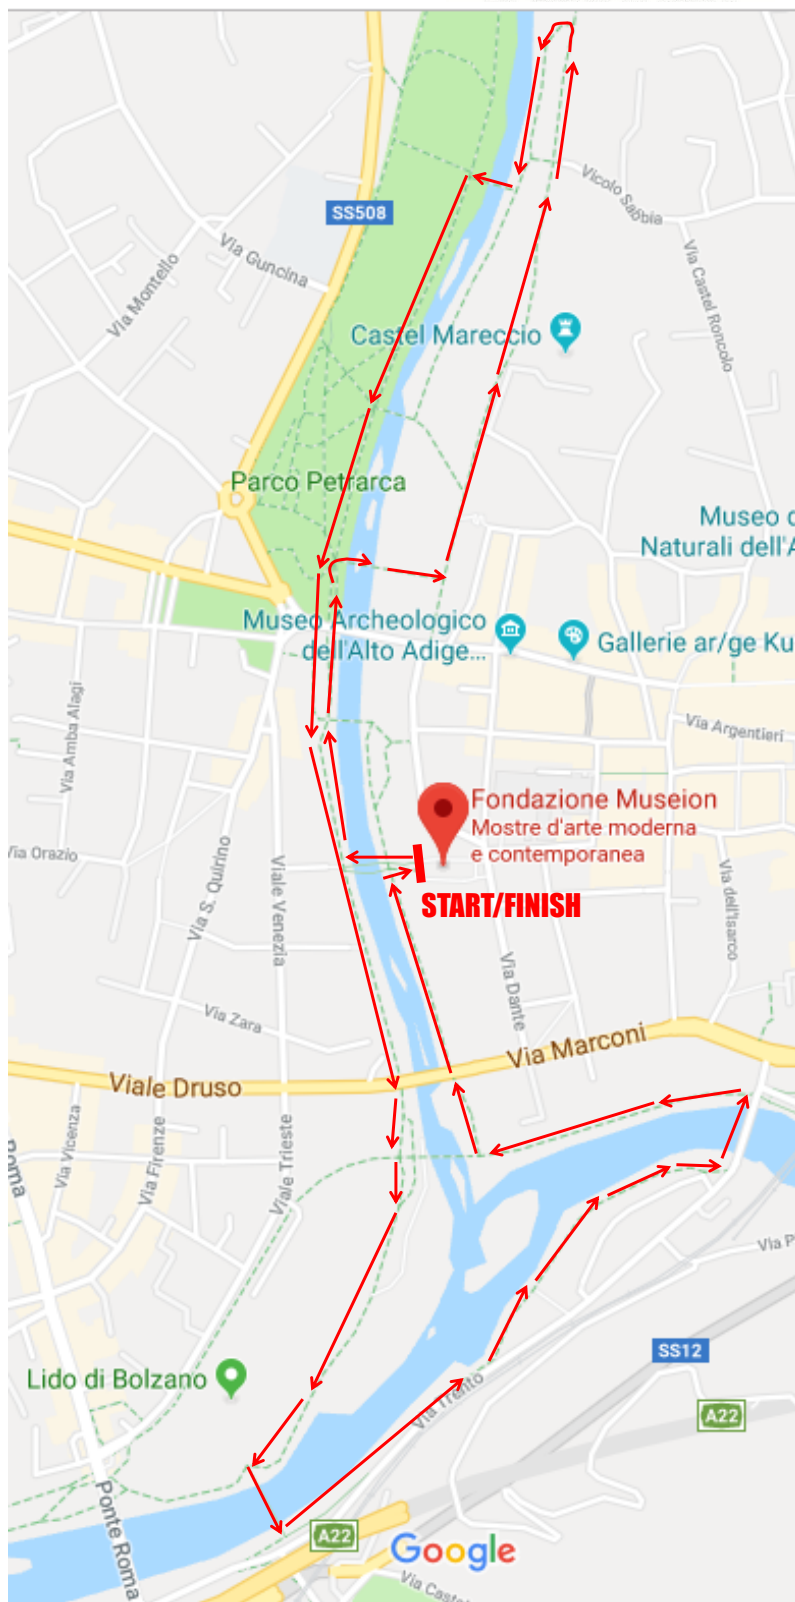 SS508
Vicolo Sabbia
Via Guncina
Via Montello
Via Castel Roncolo
Castel Mareccio
Parco Petrarca
Museo d
Naturali dell'A
Museo Archeologico
dell'Alto Adige...
Gallerie ar/ge Ku
Via Amba Alagi
Via Argentieri
Fondazione Museion
Mostre d'arte moderna
e contemporanea
Via Orazio
Via S. Quirino
Viale Venezia
START/FINISH
Via dell'Isarco
Via Dante
Via Zara
Via Marconi
Viale Druso
Via Vicenza
Via Firenze
Viale Trieste
Roma
Via P
SS12
Lido di Bolzano
Via Trento
A22
Ponte Roma
A22
Google
Via Caste